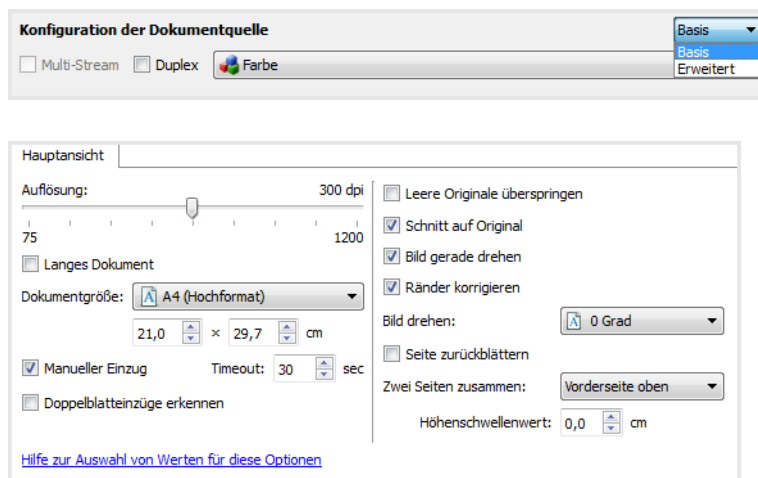 Konfiguration der Dokumentquelle
Basis
Basis
Erweitert
Multi-Stream
Duplex
Farbe
Hauptansicht
Auflösung: 300 dpi
75 1200
Langes Dokument
Dokumentgröße: A4 (Hochformat)
21,0 × 29,7 cm
Manueller Einzug Timeout: 30 sec
Doppelblatteinzüge erkennen
Leere Originale überspringen
Schnitt auf Original
Bild gerade drehen
Ränder korrigieren
Bild drehen: 0 Grad
Seite zurückblättern
Zwei Seiten zusammen: Vorderseite oben
Höhenschwellenwert: 0,0 cm
Hilfe zur Auswahl von Werten für diese Optionen